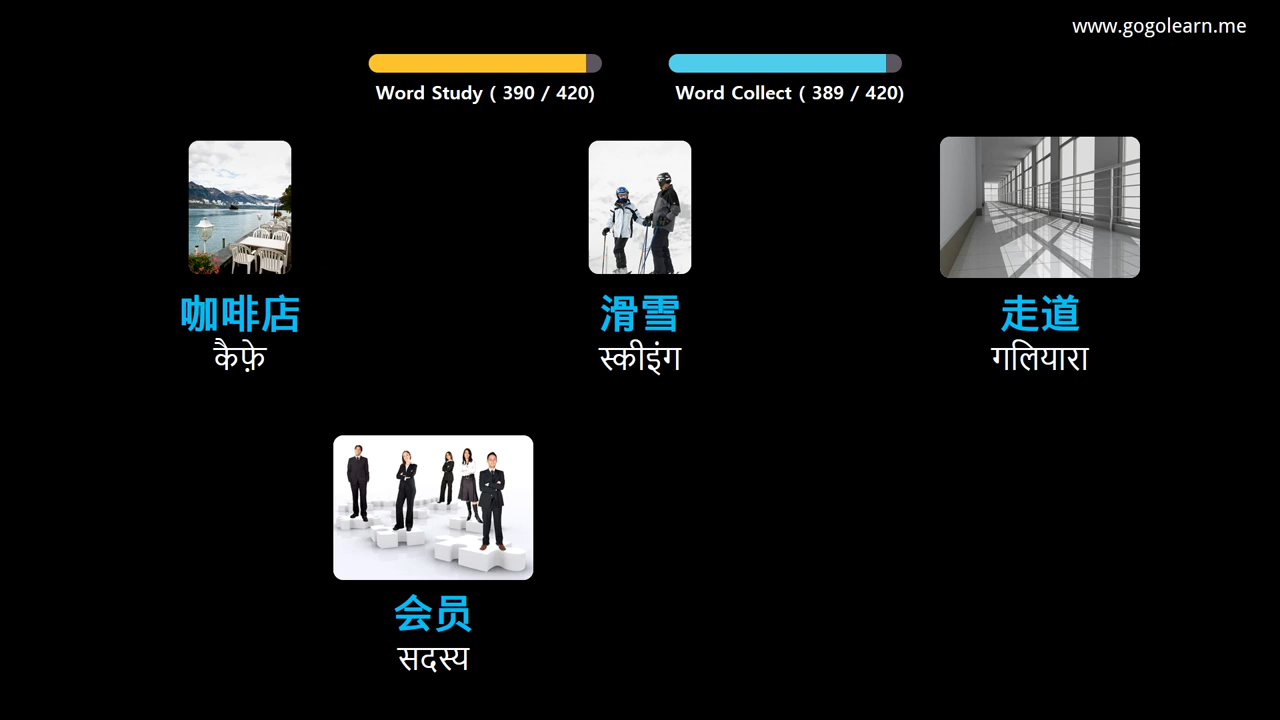 www.gogolearn.me
Word Study ( 390 / 420)
Word Collect ( 389 / 420)
咖啡店
कैफ़े
滑雪
स्कीइंग
走道
गलियारा
会员
सदस्य